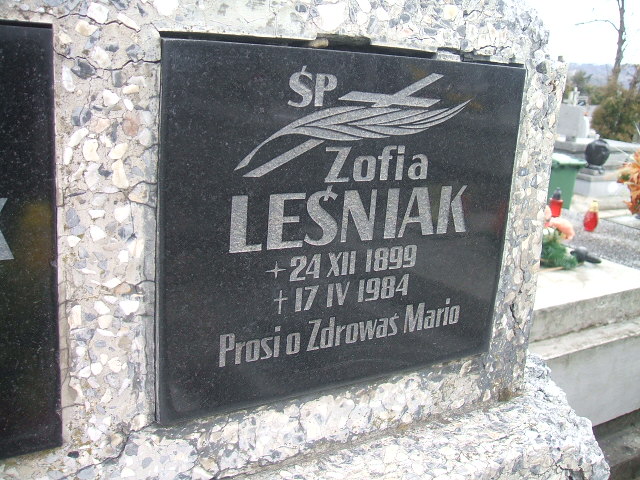 ŚP
Zofia
LEŚNIAK
24 XII 1899
17 IV 1984
Prosi o Zdrowaś Mario